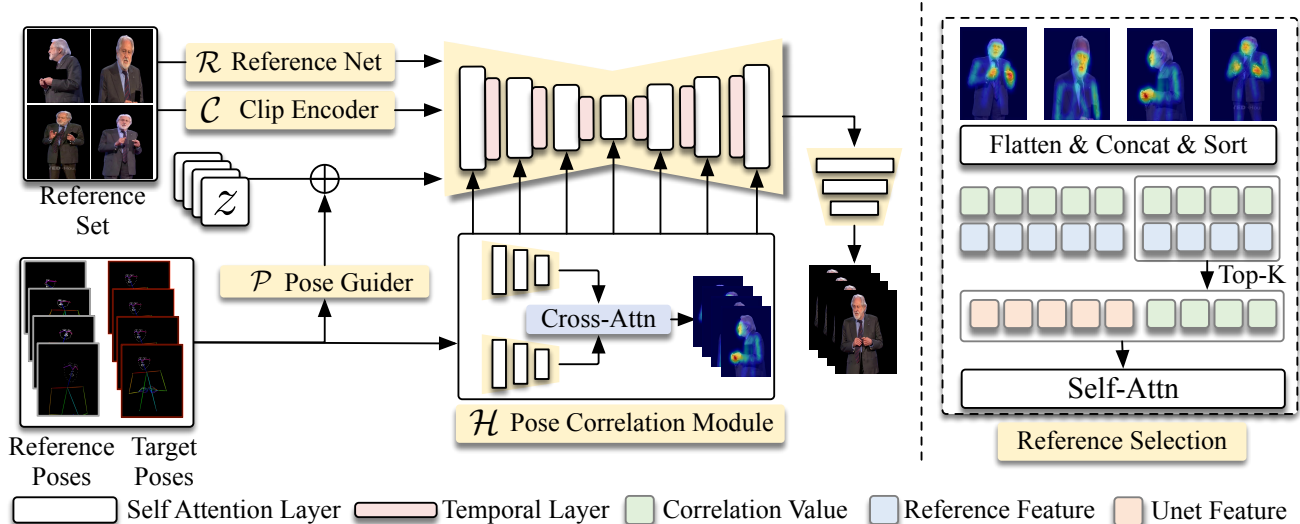 R Reference Net
C Clip Encoder
Reference
Set
z
P Pose Guider
Cross-Attn
H Pose Correlation Module
Reference
Poses
Target
Poses
Flatten & Concat & Sort
Top-K
Self-Attn
Reference Selection
Self Attention Layer
Temporal Layer
Correlation Value
Reference Feature
Unet Feature